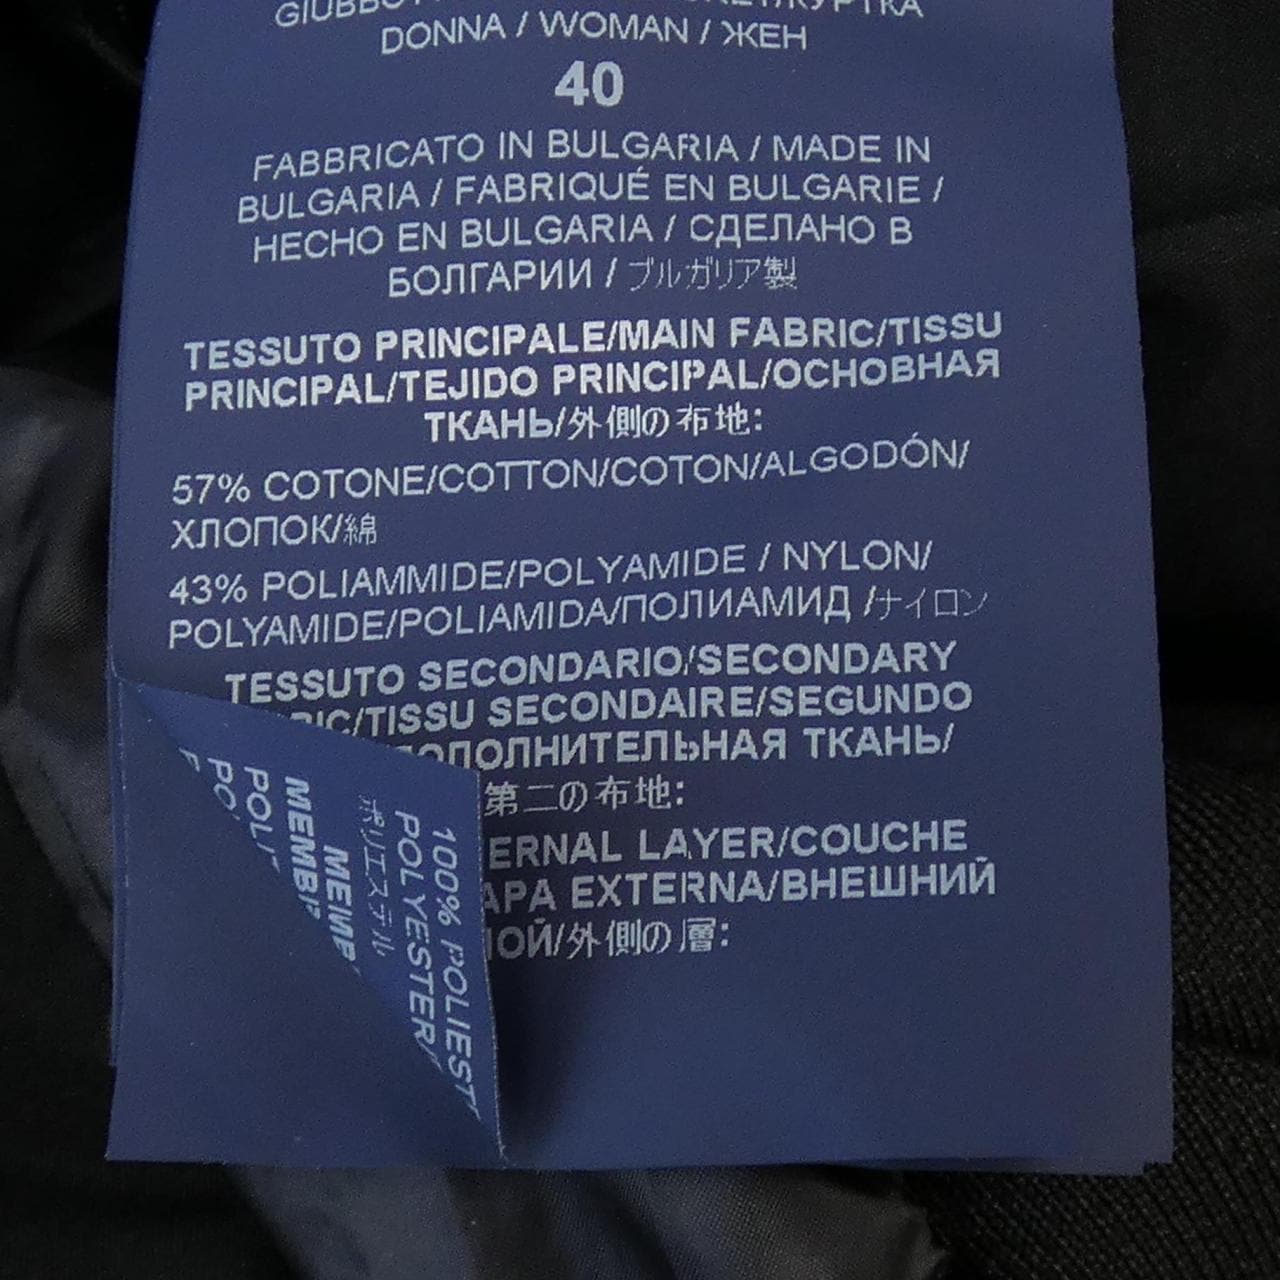 DONNA / WOMAN / ЖЕН
40
FABBRICATO IN BULGARIA / MADE IN
BULGARIA / FABRIQUÉ EN BULGARIE /
HECHO EN BULGARIA / СДЕЛАНО В
БОЛГАРИИ / ブルガリア製
TESSUTO PRINCIPALE/MAIN FABRIC/TISSU
PRINCIPAL/TEJIDO PRINCIPAL/ОСНОВНАЯ
ТКАНЬ/外側の布地:
57% COTONE/COTTON/COTON/ALGODÓN/
ХЛОПОК/綿
43% POLIAMMIDE/POLYAMIDE / NYLON/
POLYAMIDE/POLIAMIDA/ПОЛИАМИД /ナイロン
TESSUTO SECONDARIO/SECONDARY
/TISSU SECONDAIRE/SEGUNDO
ТКАНЬ/
第二の布地:
LAYER/COUCHE
EXTERNA/ВНЕШНИЙ
/外側の層:
100%
POLYESTER/
ポリエステル